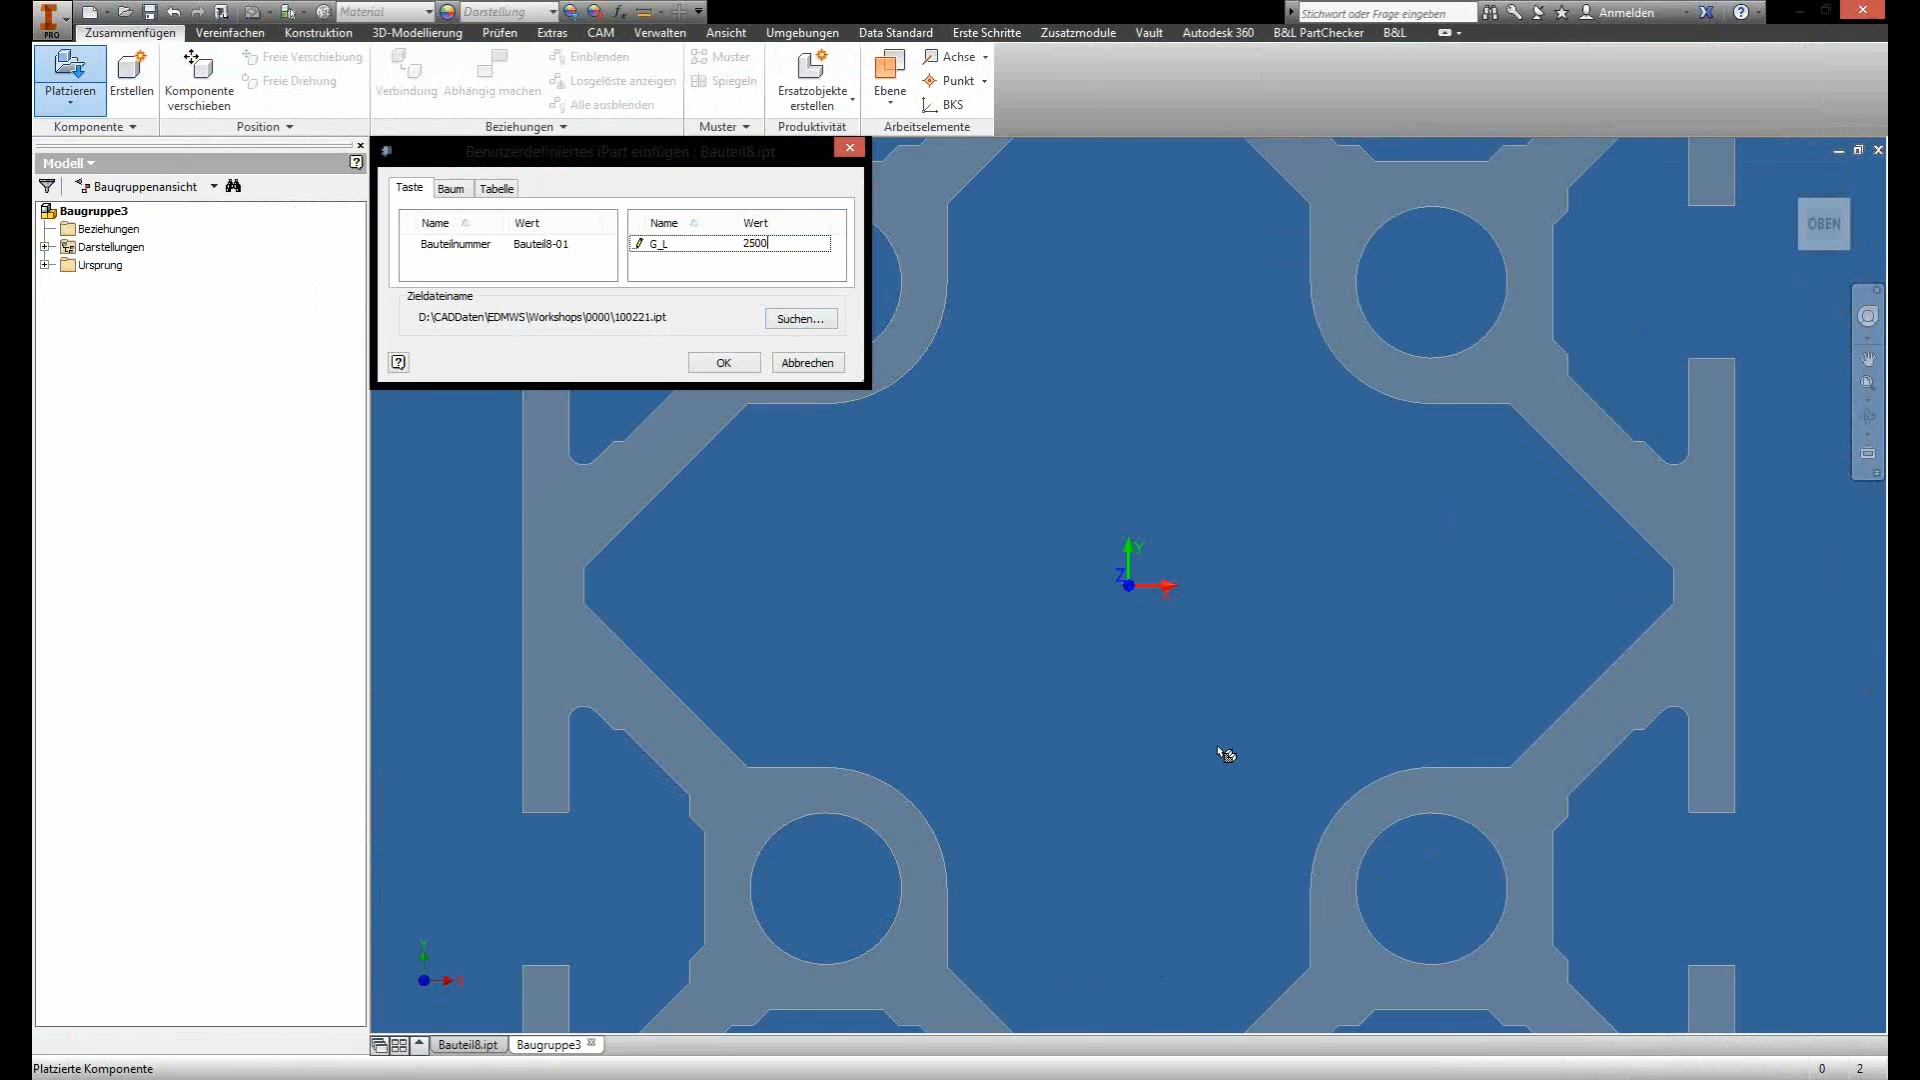 Material
Darstellung
Stichwort oder Frage eingeben
Anmelden
PRO
Zusammenfügen
Vereinfachen
Konstruktion
3D-Modellierung
Prüfen
Extras
CAM
Verwalten
Ansicht
Umgebungen
Data Standard
Erste Schritte
Zusatzmodule
Vault
Autodesk 360
B&L PartChecker
B&L
Platzieren
Erstellen
Komponente
verschieben
Freie Verschiebung
Freie Drehung
Verbindung
Abhängig machen
Einblenden
Losgelöste anzeigen
Alle ausblenden
Muster
Spiegeln
Ersatzobjekte
erstellen
Ebene
Achse
Punkt
BKS
Komponente
Position
Beziehungen
Muster
Produktivität
Arbeitselemente
Modell
Baugruppenansicht
Baugruppe3
Beziehungen
Darstellungen
Ursprung
Benutzerdefiniertes iPart einfügen : Bauteil8.ipt
Taste
Baum
Tabelle
Name
Wert
Bauteilnummer
Bauteil8-01
Name
Wert
G_L
2500
Zieldateiname
D:\CADDaten\EDMWS\Workshops\0000\100221.ipt
Suchen...
OK
Abbrechen
OBEN
Y
Z
X
Y
X
Bauteil8.ipt
Baugruppe3
Platzierte Komponente
0
2